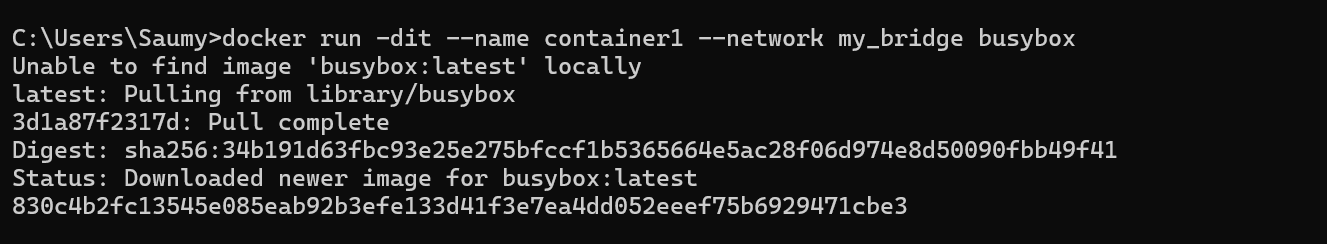 C:\Users\Saumy>docker run -dit --name container1 --network my_bridge busybox
Unable to find image 'busybox:latest' locally
latest: Pulling from library/busybox
3d1a87f2317d: Pull complete
Digest: sha256:34b191d63fbc93e25e275bfccf1b5365664e5ac28f06d974e8d50090fbb49f41
Status: Downloaded newer image for busybox:latest
830c4b2fc13545e085eab92b3efe133d41f3e7ea4dd052eeef75b6929471cbe3